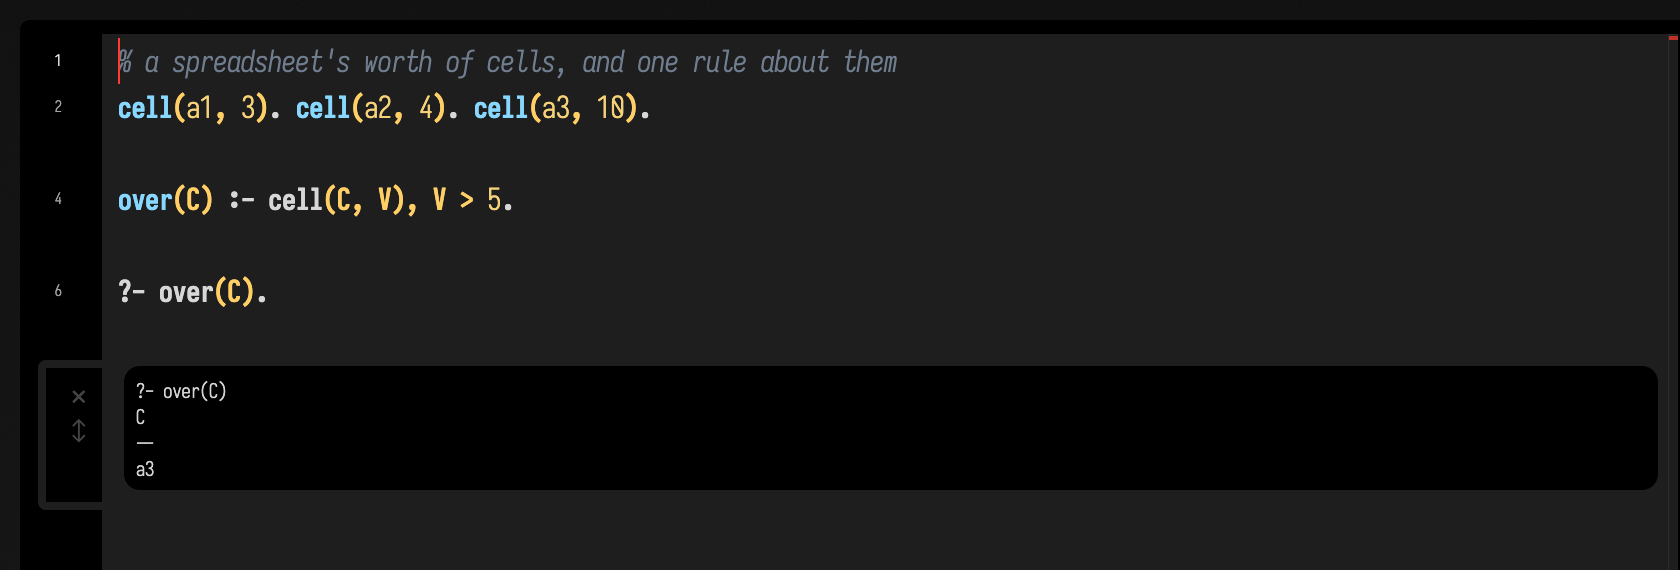 1 % a spreadsheet's worth of cells, and one rule about them
2 cell(a1, 3). cell(a2, 4). cell(a3, 10).
4 over(C) :- cell(C, V), V > 5.
6 ?- over(C).
?- over(C)
C
—
a3